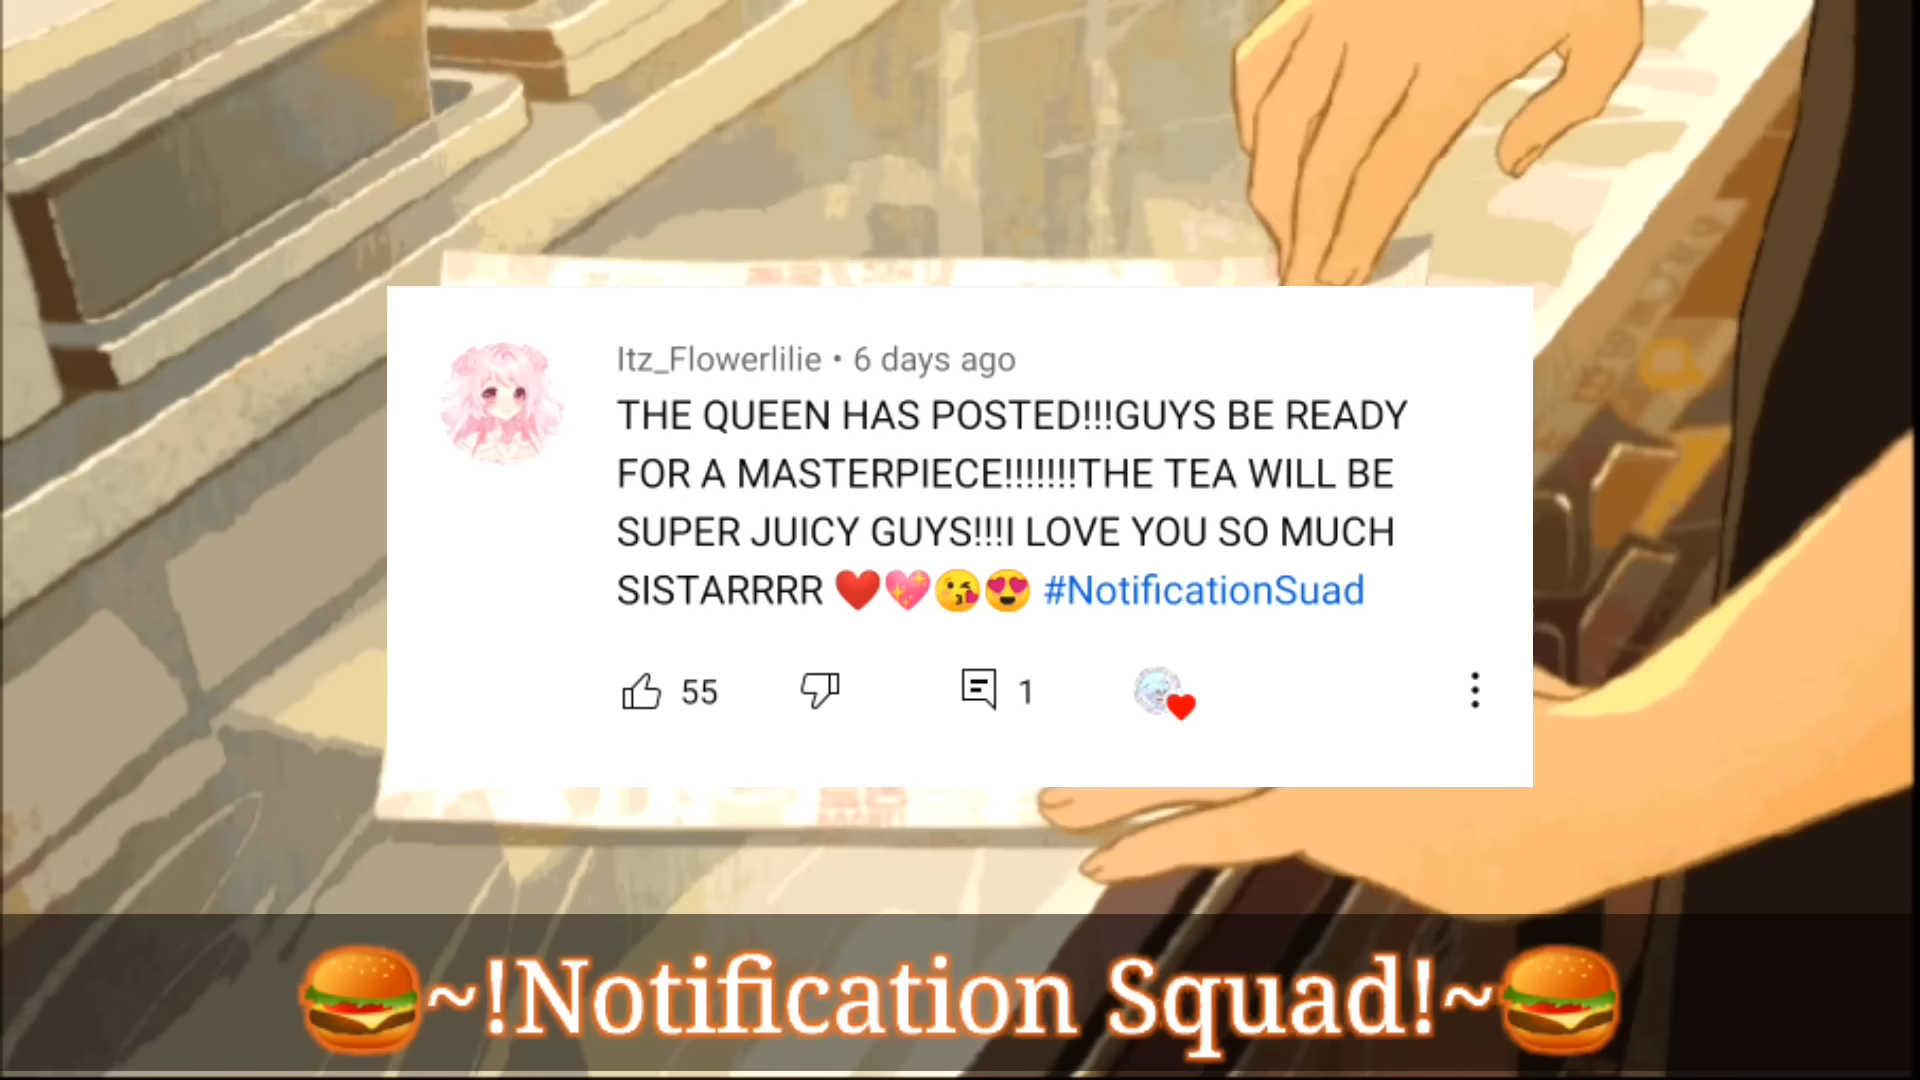 Itz_Flowerlilie • 6 days ago
THE QUEEN HAS POSTED!!!GUYS BE READY
FOR A MASTERPIECE!!!!!!!THE TEA WILL BE
SUPER JUICY GUYS!!!I LOVE YOU SO MUCH
SISTARRRR ❤️💖😘😍 #NotificationSuad
55 1
🍔~!Notification Squad!~🍔